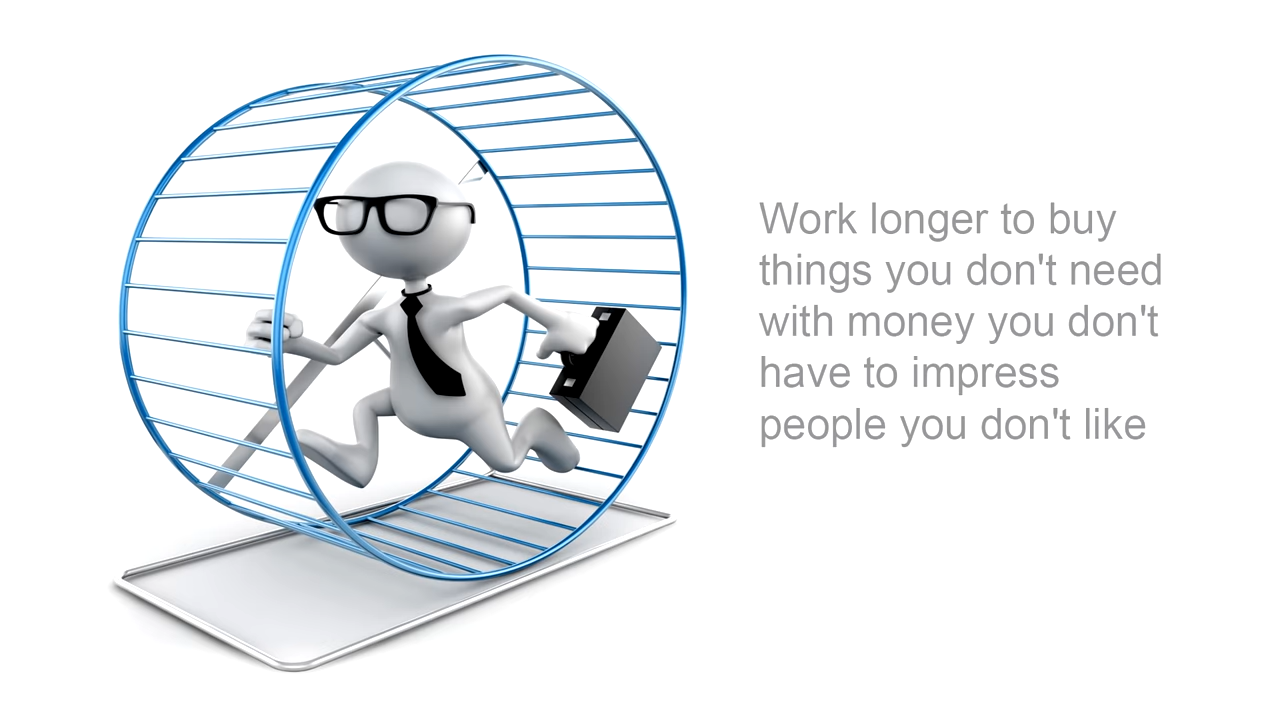 Work longer to buy
things you don't need
with money you don't
have to impress
people you don't like